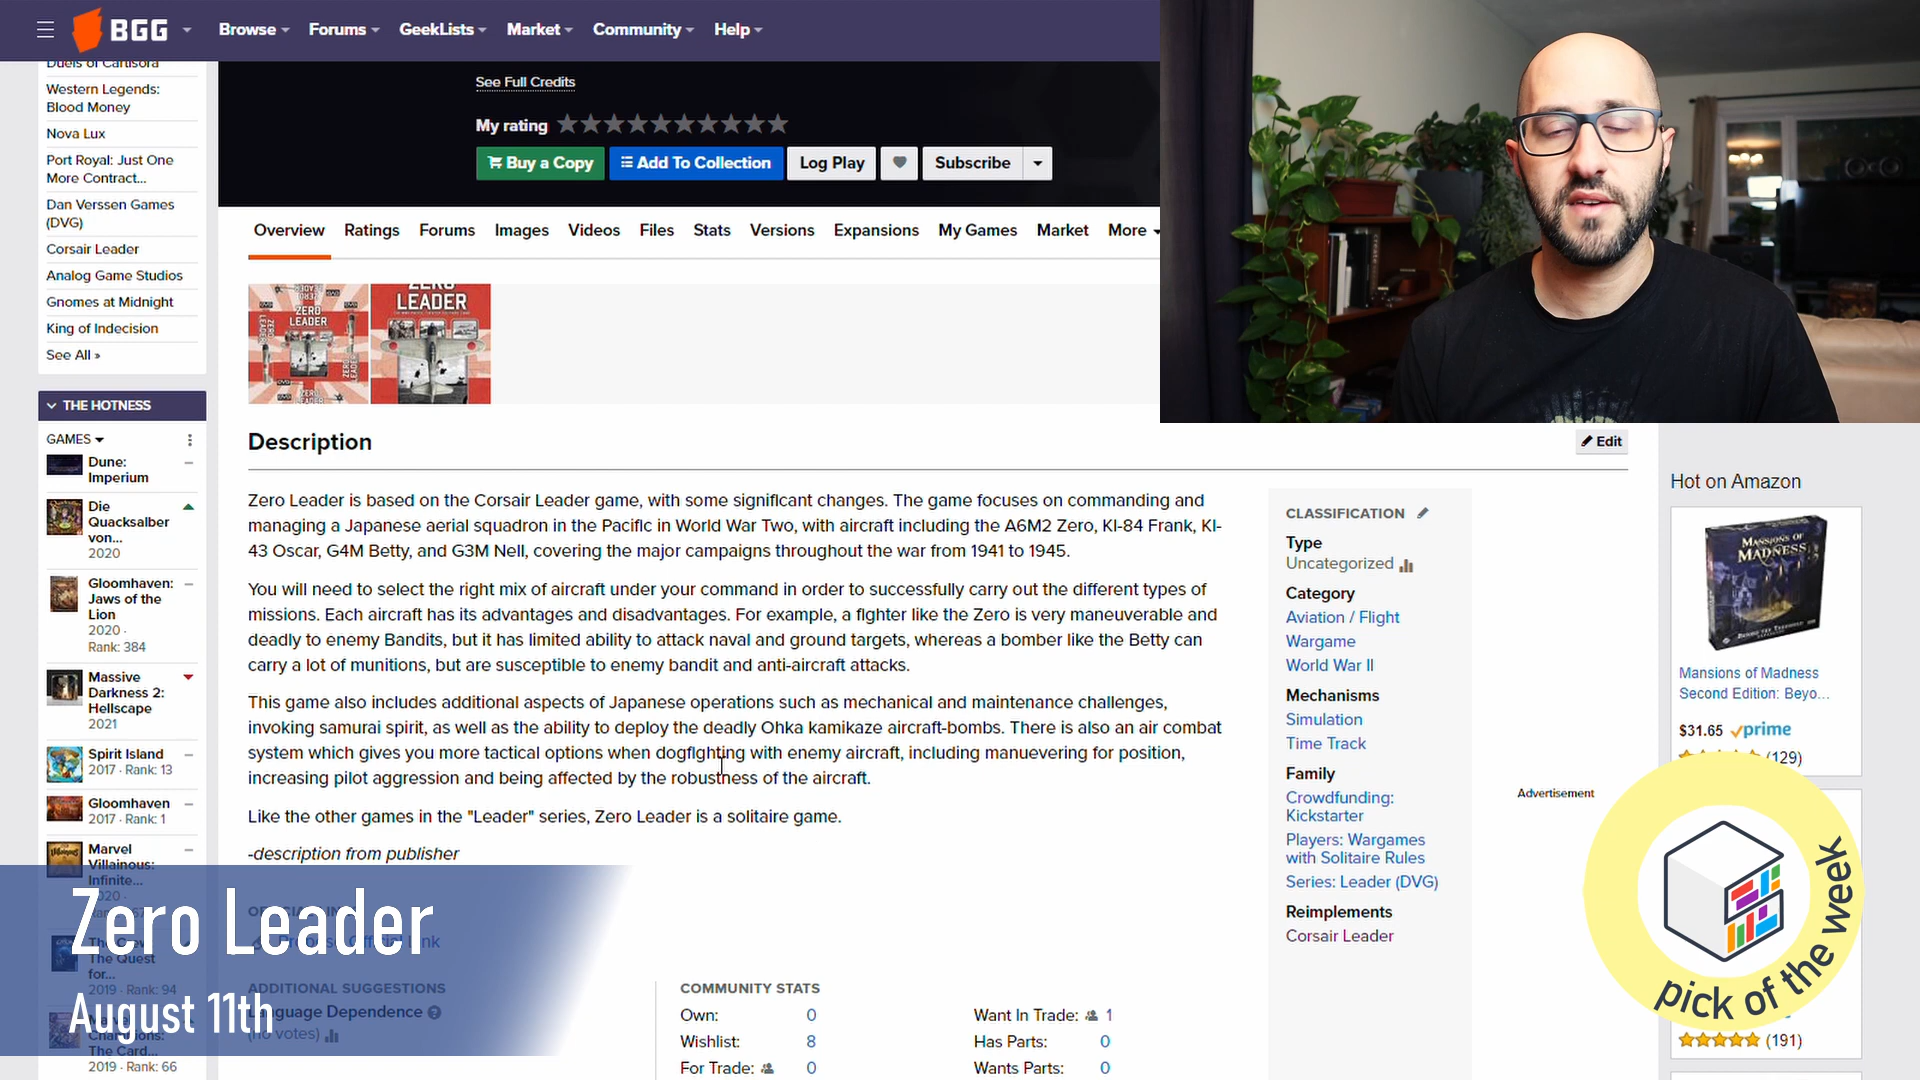 BGG
Browse
Forums
GeekLists
Market
Community
Help
Duels of Cartisora
Western Legends:
Blood Money
Nova Lux
Port Royal: Just One
More Contract...
Dan Verssen Games
(DVG)
Corsair Leader
Analog Game Studios
Gnomes at Midnight
King of Indecision
See All »
THE HOTNESS
GAMES
Dune:
Imperium
Die
Quacksalber
von...
2020
Gloomhaven:
Jaws of the
Lion
2020 ·
Rank: 384
Massive
Darkness 2:
Hellscape
2021
Spirit Island
2017 · Rank: 13
Gloomhaven
2017 · Rank: 1
Marvel
Villainous:
Infinite...
The Quest
for...
2019 · Rank: 94
The Card...
2019 · Rank: 66
See Full Credits
My rating
Buy a Copy
Add To Collection
Log Play
Subscribe
Overview
Ratings
Forums
Images
Videos
Files
Stats
Versions
Expansions
My Games
Market
More
ZERO
LEADER
ZERO
LEADER
Description
Edit
Zero Leader is based on the Corsair Leader game, with some significant changes. The game focuses on commanding and
managing a Japanese aerial squadron in the Pacific in World War Two, with aircraft including the A6M2 Zero, KI-84 Frank, KI-
43 Oscar, G4M Betty, and G3M Nell, covering the major campaigns throughout the war from 1941 to 1945.
You will need to select the right mix of aircraft under your command in order to successfully carry out the different types of
missions. Each aircraft has its advantages and disadvantages. For example, a fighter like the Zero is very maneuverable and
deadly to enemy Bandits, but it has limited ability to attack naval and ground targets, whereas a bomber like the Betty can
carry a lot of munitions, but are susceptible to enemy bandit and anti-aircraft attacks.
This game also includes additional aspects of Japanese operations such as mechanical and maintenance challenges,
invoking samurai spirit, as well as the ability to deploy the deadly Ohka kamikaze aircraft-bombs. There is also an air combat
system which gives you more tactical options when dogfighting with enemy aircraft, including manuevering for position,
increasing pilot aggression and being affected by the robustness of the aircraft.
Like the other games in the "Leader" series, Zero Leader is a solitaire game.
-description from publisher
ADDITIONAL SUGGESTIONS
Language Dependence
(no votes)
COMMUNITY STATS
Own: 0
Wishlist: 8
For Trade: 0
Want In Trade: 1
Has Parts: 0
Wants Parts: 0
CLASSIFICATION
Type
Uncategorized
Category
Aviation / Flight
Wargame
World War II
Mechanisms
Simulation
Time Track
Family
Crowdfunding:
Kickstarter
Players: Wargames
with Solitaire Rules
Series: Leader (DVG)
Reimplements
Corsair Leader
Advertisement
Hot on Amazon
MANSIONS OF
MADNESS
Mansions of Madness
Second Edition: Beyo...
$31.65 prime
(129)
(191)
Zero Leader
August 11th
pick of the week